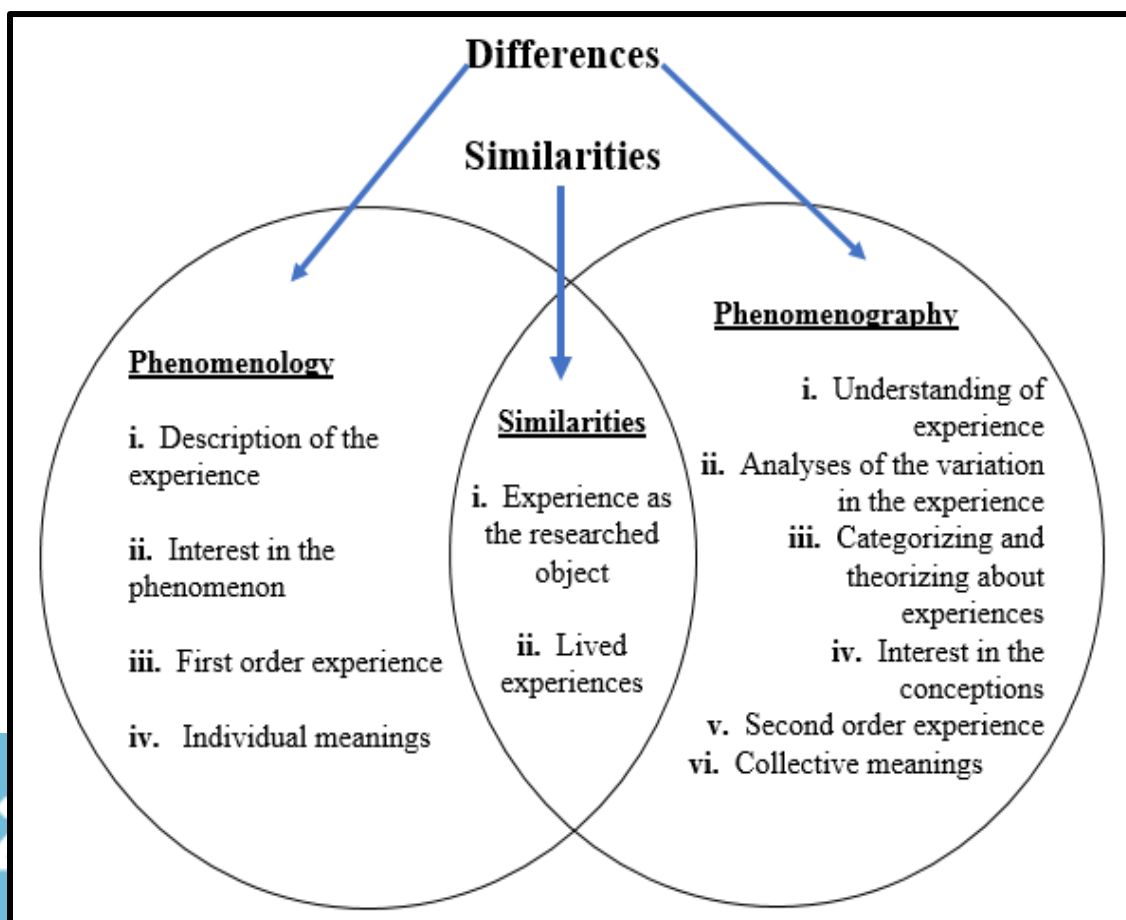 Differences
Similarities
Phenomenology
i. Description of the
experience
ii. Interest in the
phenomenon
iii. First order experience
iv. Individual meanings
Similarities
i. Experience as
the researched
object
ii. Lived
experiences
Phenomenography
i. Understanding of
experience
ii. Analyses of the variation
in the experience
iii. Categorizing and
theorizing about
experiences
iv. Interest in the
conceptions
v. Second order experience
vi. Collective meanings